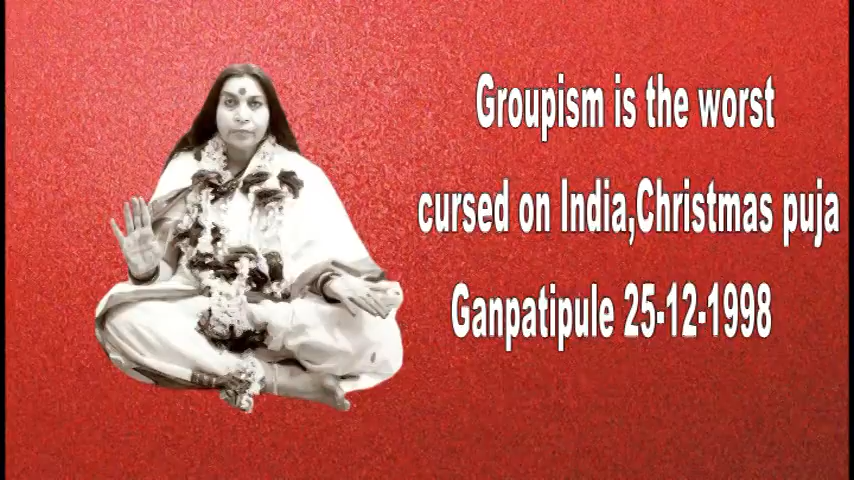 Groupism is the worst
cursed on India,Christmas puja
Ganpatipule 25-12-1998